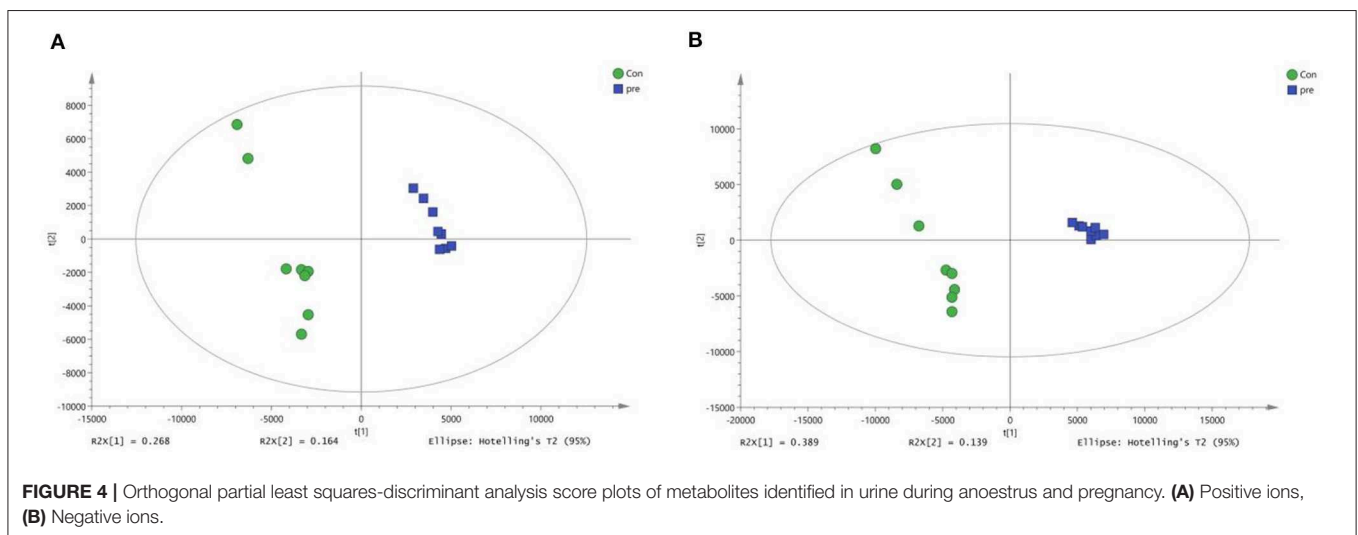 A
Con
pre
8000
6000
4000
2000
0
-2000
-4000
-6000
-8000
-10000
t[2]
-15000 -10000 -5000 0 5000 10000
t[1]
R2X[1] = 0.268 R2X[2] = 0.164 Ellipse: Hotelling's T2 (95%)
B
Con
pre
10000
5000
0
-5000
-10000
-15000
t[2]
-20000 -15000 -10000 -5000 0 5000 10000 15000
t[1]
R2X[1] = 0.389 R2X[2] = 0.139 Ellipse: Hotelling's T2 (95%)
FIGURE 4 | Orthogonal partial least squares-discriminant analysis score plots of metabolites identified in urine during anoestrus and pregnancy. (A) Positive ions,
(B) Negative ions.